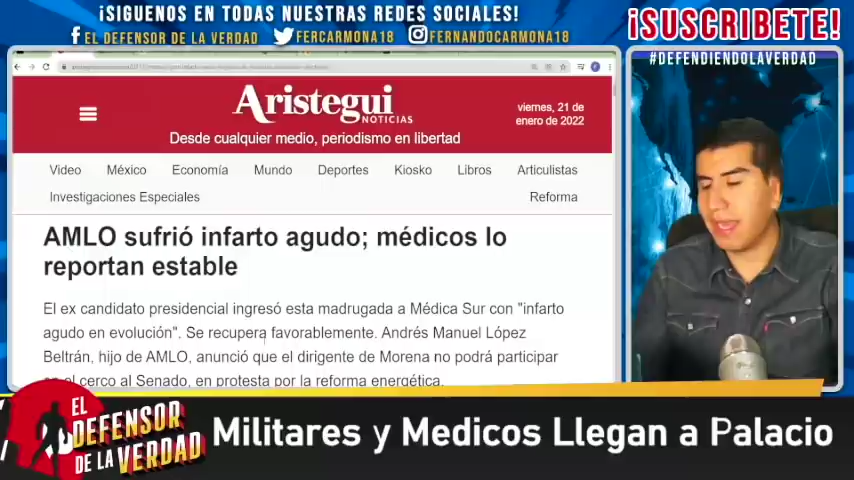 ¡SIGUENOS EN TODAS NUESTRAS REDES SOCIALES!
EL DEFENSOR DE LA VERDAD FERCARMONA18 FERNANDOCARMONA18
¡SUSCRIBETE!
#DEFENDIENDOLAVERDAD
Aristegui
NOTICIAS
Desde cualquier medio, periodismo en libertad
viernes, 21 de
enero de 2022
Video México Economía Mundo Deportes Kiosko Libros Articulistas
Investigaciones Especiales Reforma
AMLO sufrió infarto agudo; médicos lo
reportan estable
El ex candidato presidencial ingresó esta madrugada a Médica Sur con "infarto
agudo en evolución". Se recupera favorablemente. Andrés Manuel López
Beltrán, hijo de AMLO, anunció que el dirigente de Morena no podrá participar
en el cerco al Senado, en protesta por la reforma energética.
EL
DEFENSOR
DE LA VERDAD
Militares y Medicos Llegan a Palacio